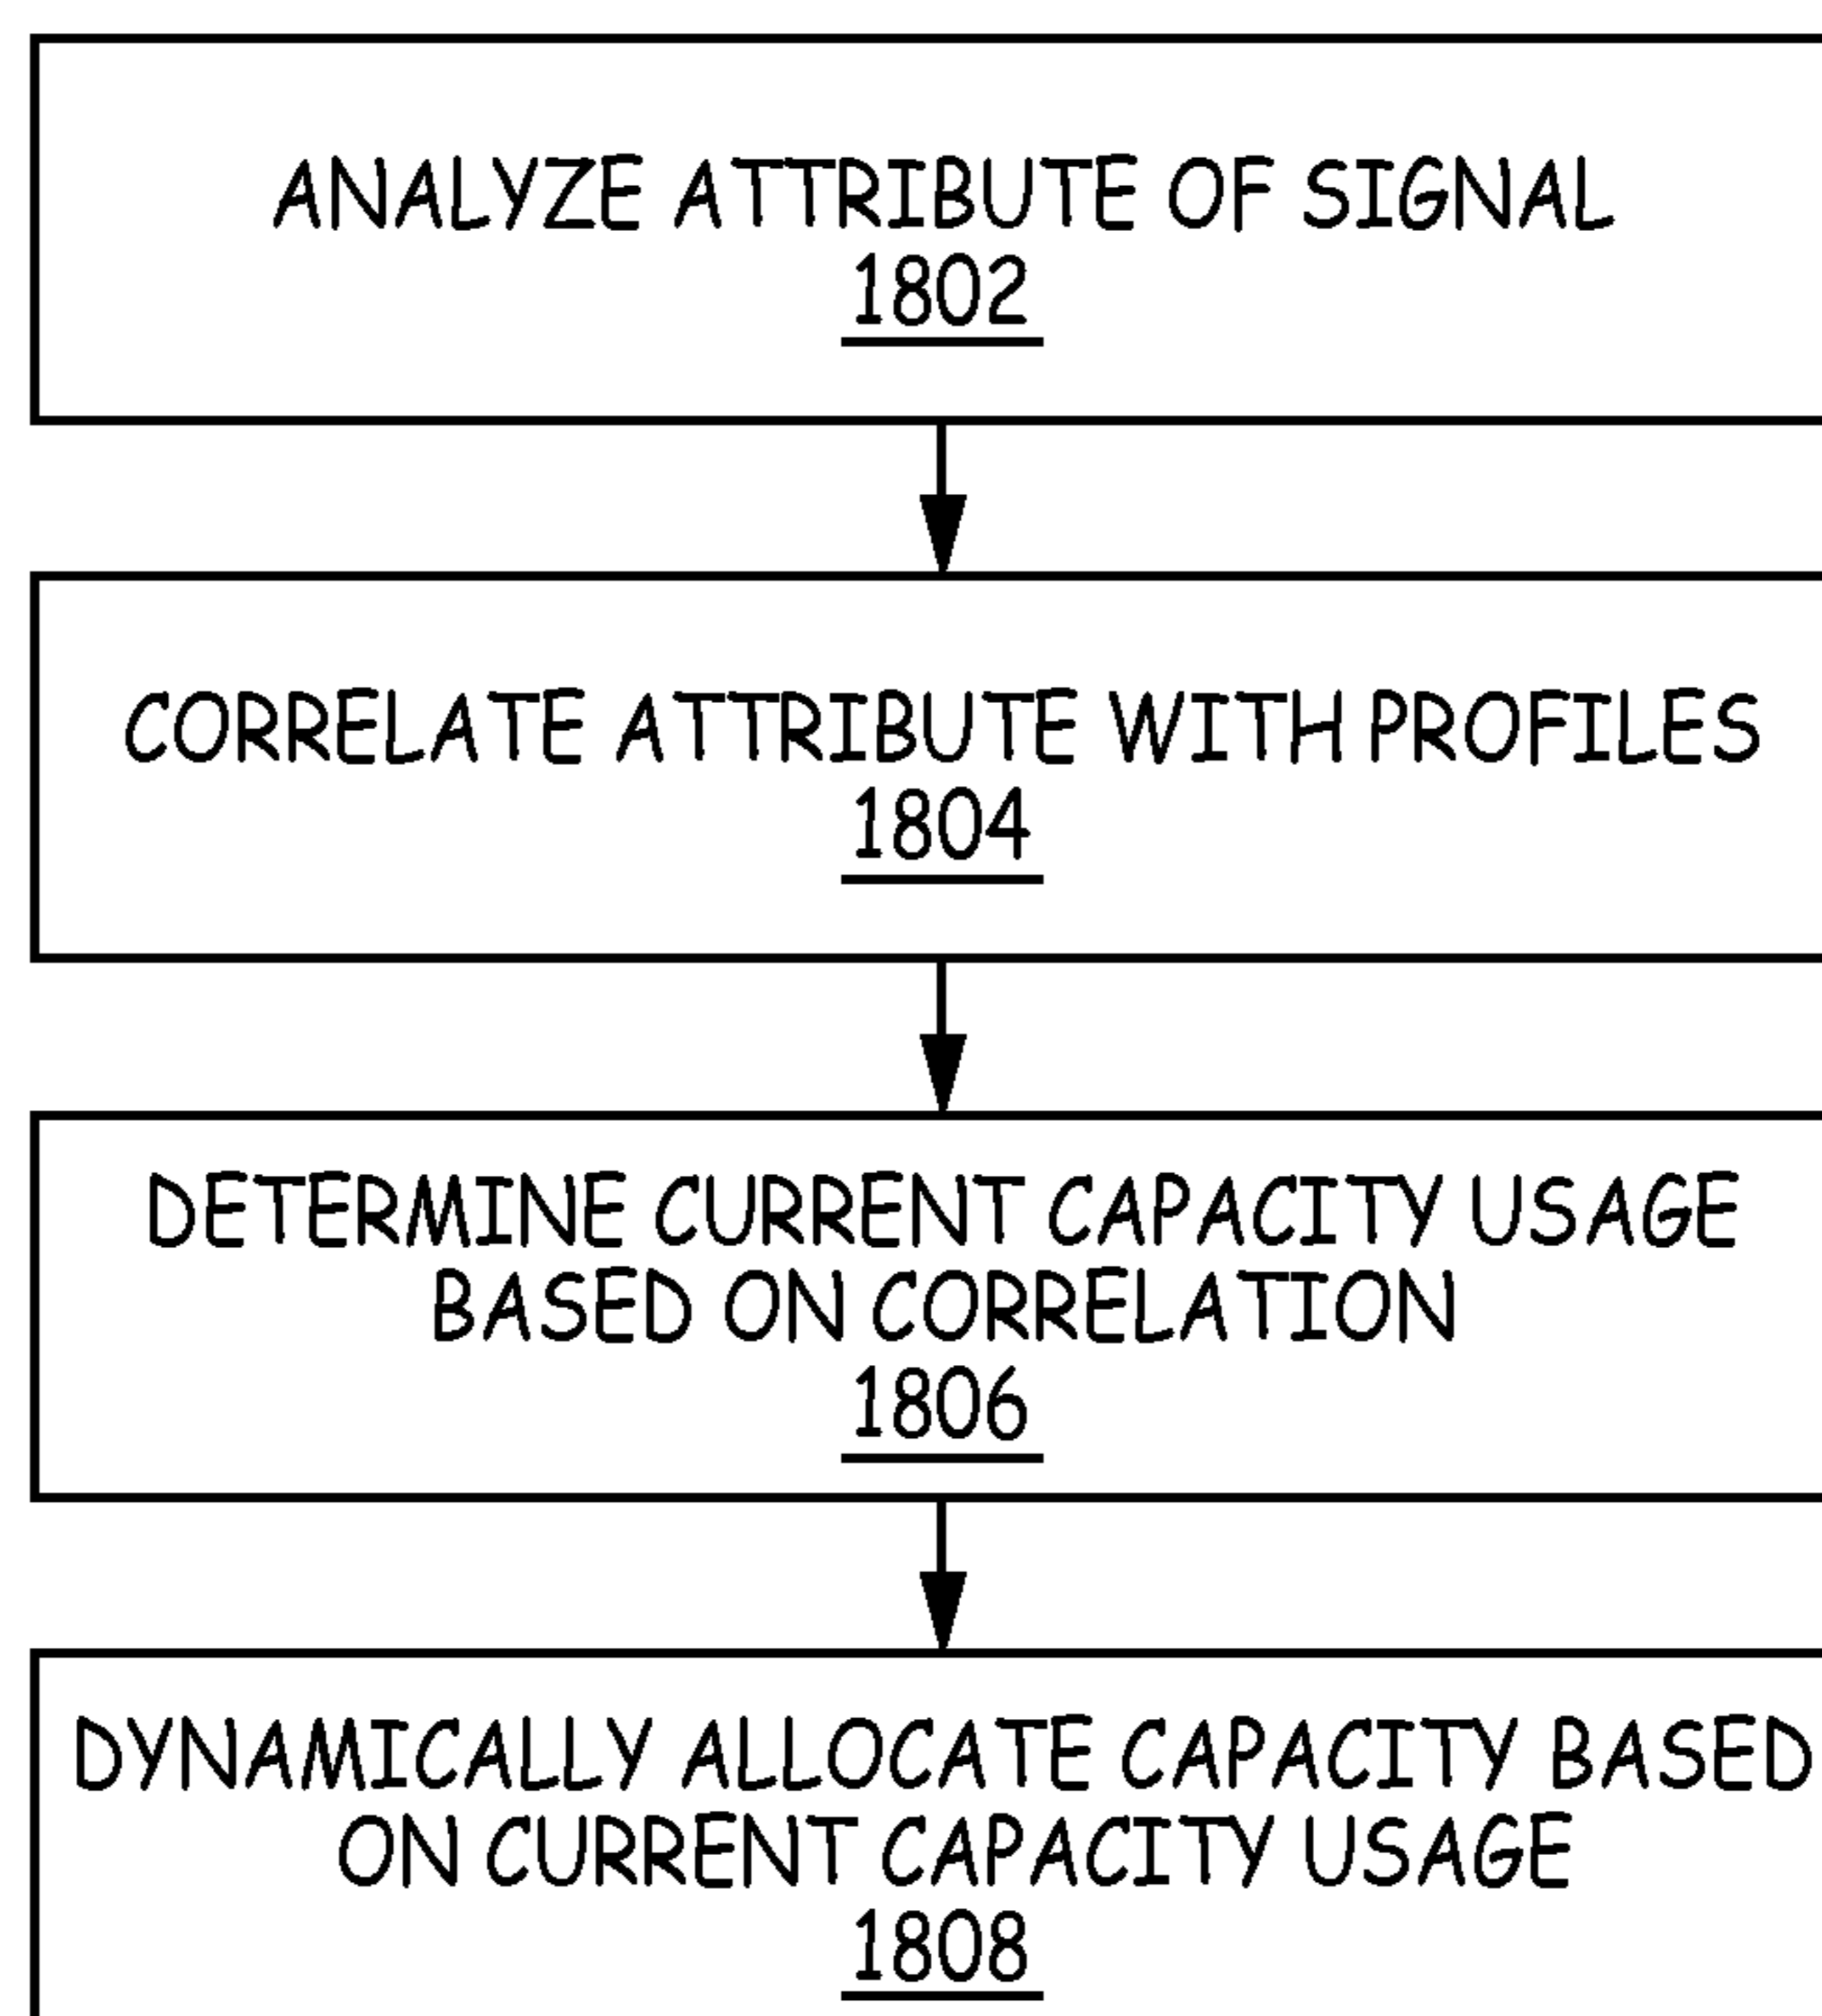 ANALYZE ATTRIBUTE OF SIGNAL
1802
CORRELATE ATTRIBUTE WITH PROFILES
1804
DETERMINE CURRENT CAPACITY USAGE
BASED ON CORRELATION
1806
DYNAMICALLY ALLOCATE CAPACITY BASED
ON CURRENT CAPACITY USAGE
1808